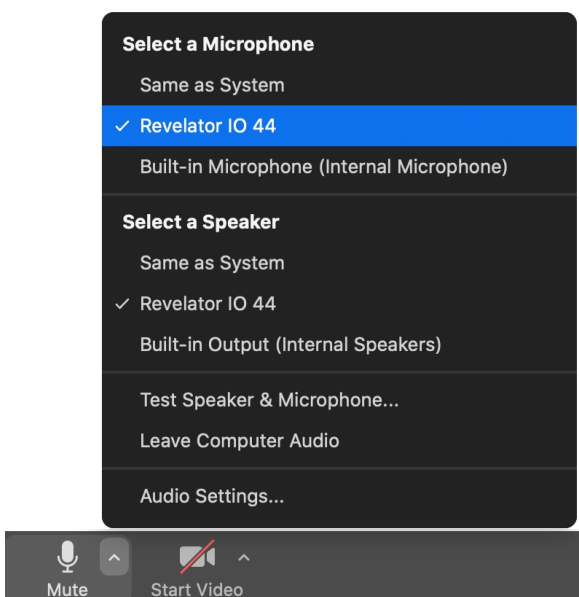 Select a Microphone
Same as System
✓ Revelator IO 44
Built-in Microphone (Internal Microphone)
Select a Speaker
Same as System
✓ Revelator IO 44
Built-in Output (Internal Speakers)
Test Speaker & Microphone...
Leave Computer Audio
Audio Settings...
Mute
Start Video